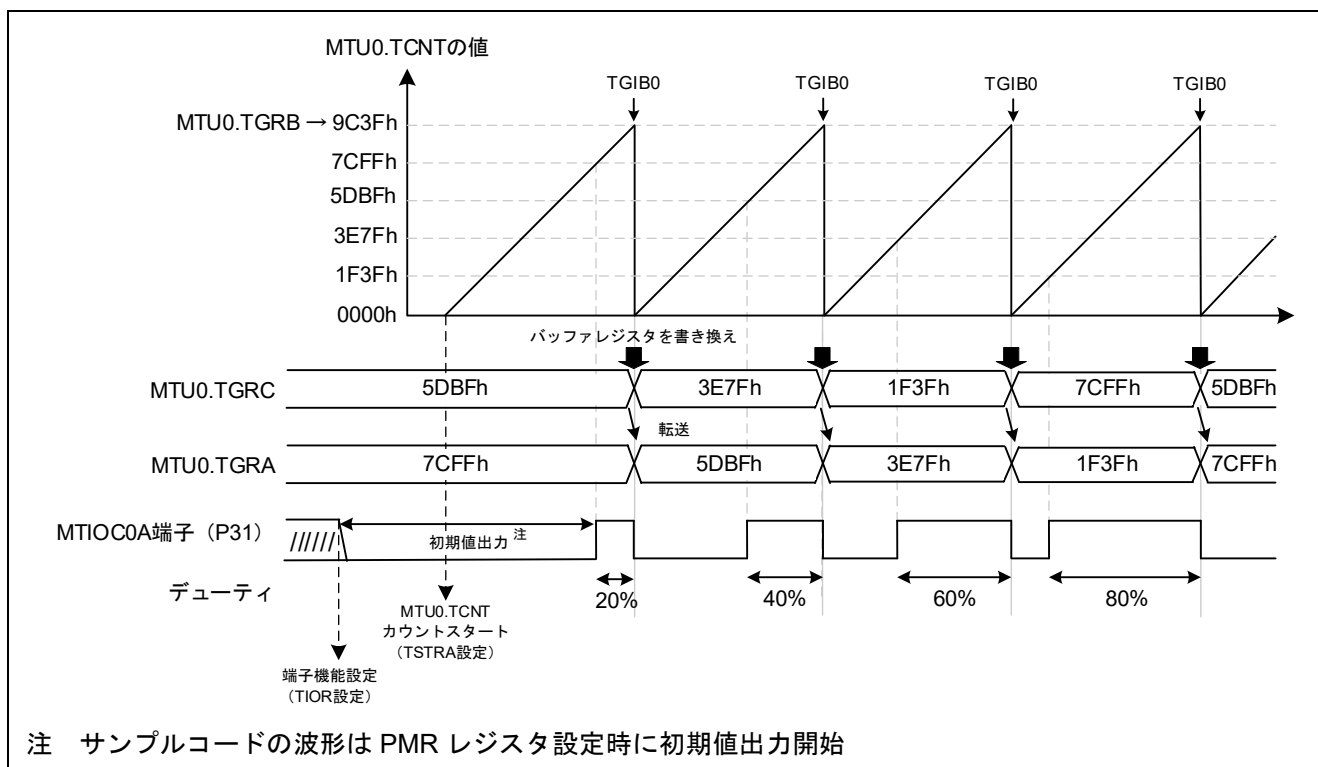 MTU0.TCNTの値
TGIB0 TGIB0 TGIB0 TGIB0
MTU0.TGRB → 9C3Fh
7CFFh
5DBFh
3E7Fh
1F3Fh
0000h
バッファレジスタを書き換え
MTU0.TGRC 5DBFh 3E7Fh 1F3Fh 7CFFh 5DBFh
転送
MTU0.TGRA 7CFFh 5DBFh 3E7Fh 1F3Fh 7CFFh
MTIOC0A端子（P31） 初期値出力 注
デューティ 20% 40% 60% 80%
MTU0.TCNT
カウントスタート
（TSTRA設定）
端子機能設定
（TIOR設定）
注 サンプルコードの波形は PMR レジスタ設定時に初期値出力開始